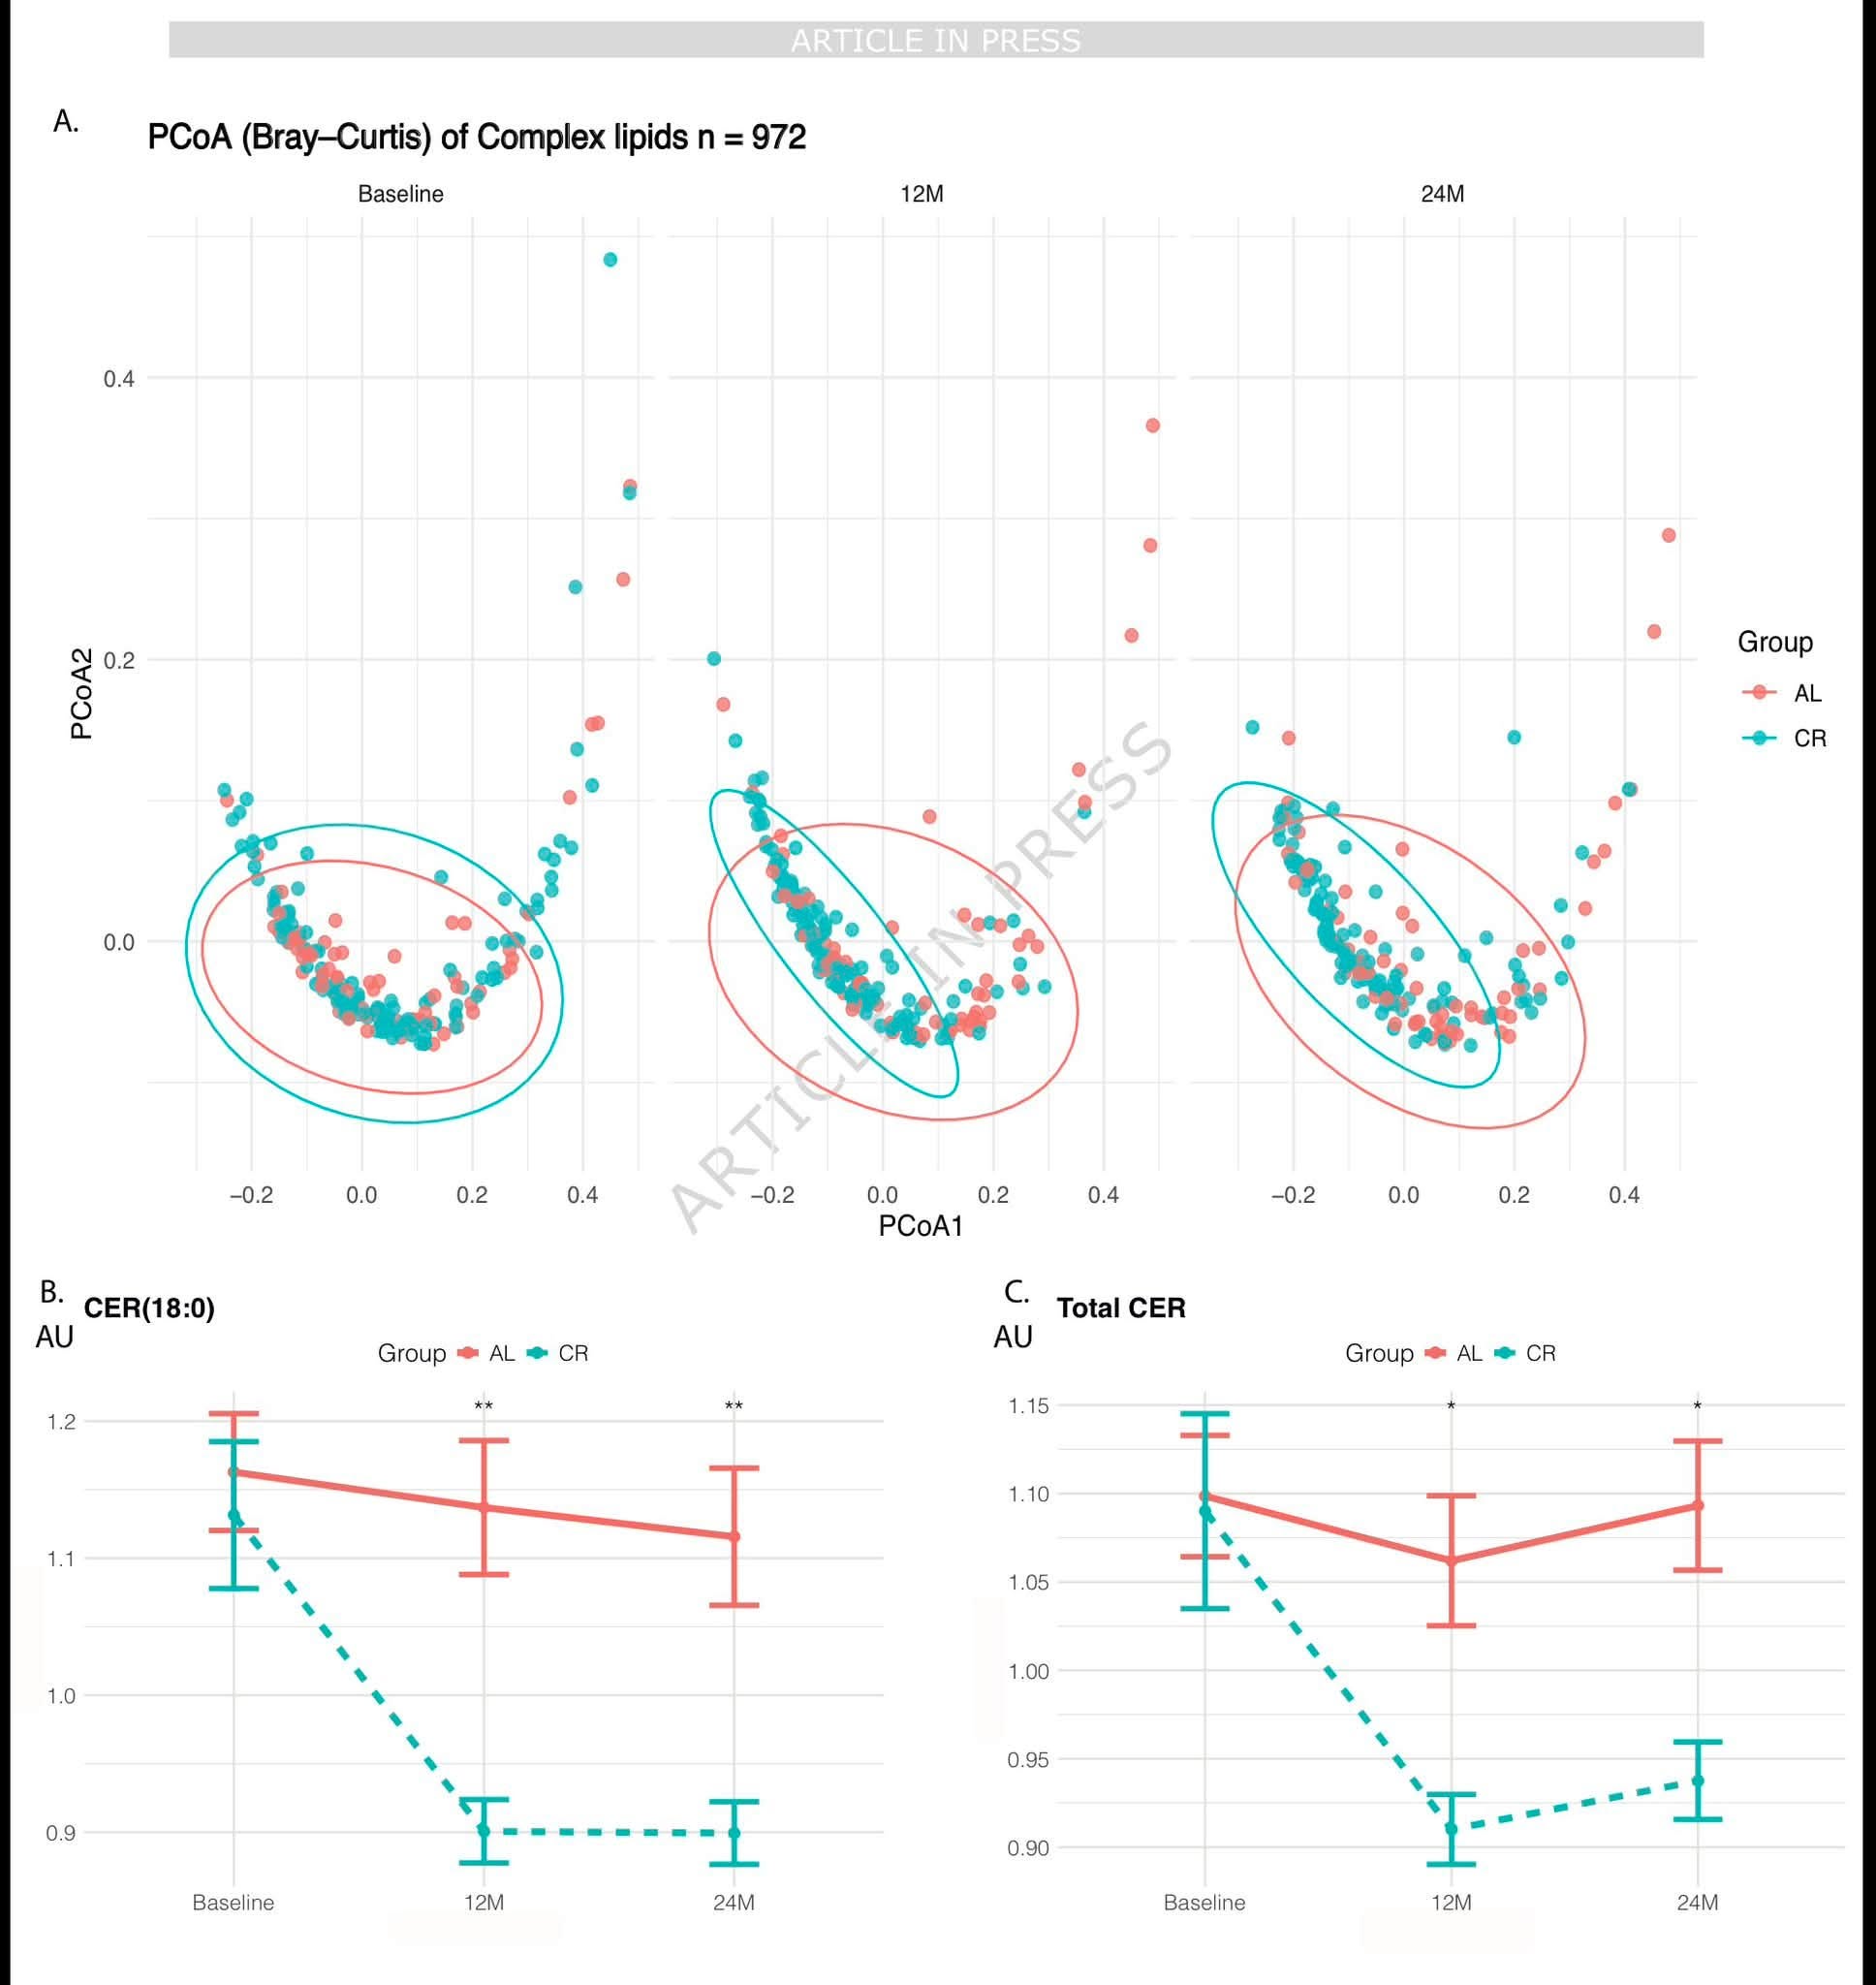 ARTICLE IN PRESS
A.
PCoA (Bray–Curtis) of Complex lipids n = 972
Baseline 12M 24M
0.4
0.2
0.0
PCoA2
−0.2 0.0 0.2 0.4 −0.2 0.0 0.2 0.4 −0.2 0.0 0.2 0.4
PCoA1
Group
AL
CR
ARTICLE IN PRESS
B.
CER(18:0)
AU
Group AL CR
** **
1.2
1.1
1.0
0.9
Baseline 12M 24M
C.
Total CER
AU
Group AL CR
* *
1.15
1.10
1.05
1.00
0.95
0.90
Baseline 12M 24M